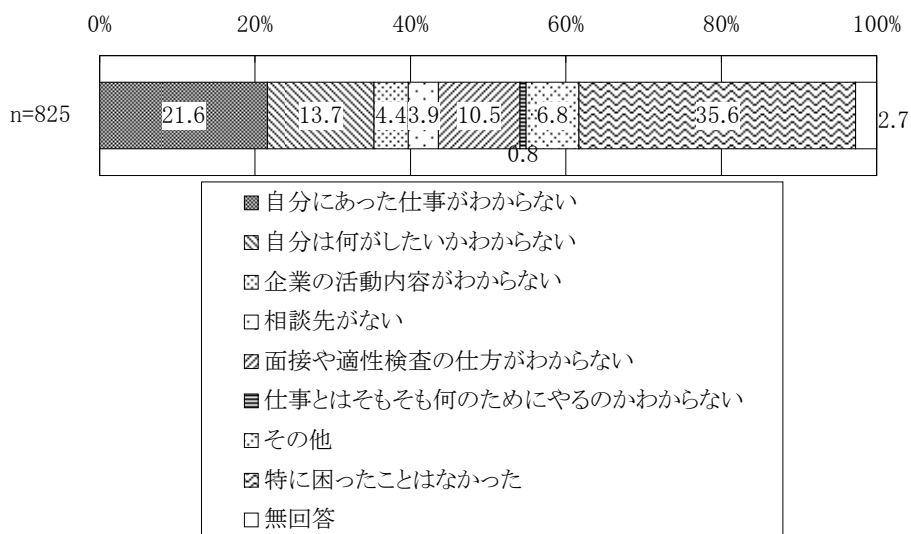 0% 20% 40% 60% 80% 100%
n=825 21.6 13.7 4.4 3.9 10.5 6.8 35.6 2.7
0.8
自分にあった仕事がわからない
自分は何がしたいかわからない
企業の活動内容がわからない
相談先がない
面接や適性検査の仕方がわからない
仕事とはそもそも何のためにやるのかわからない
その他
特に困ったことはなかった
無回答